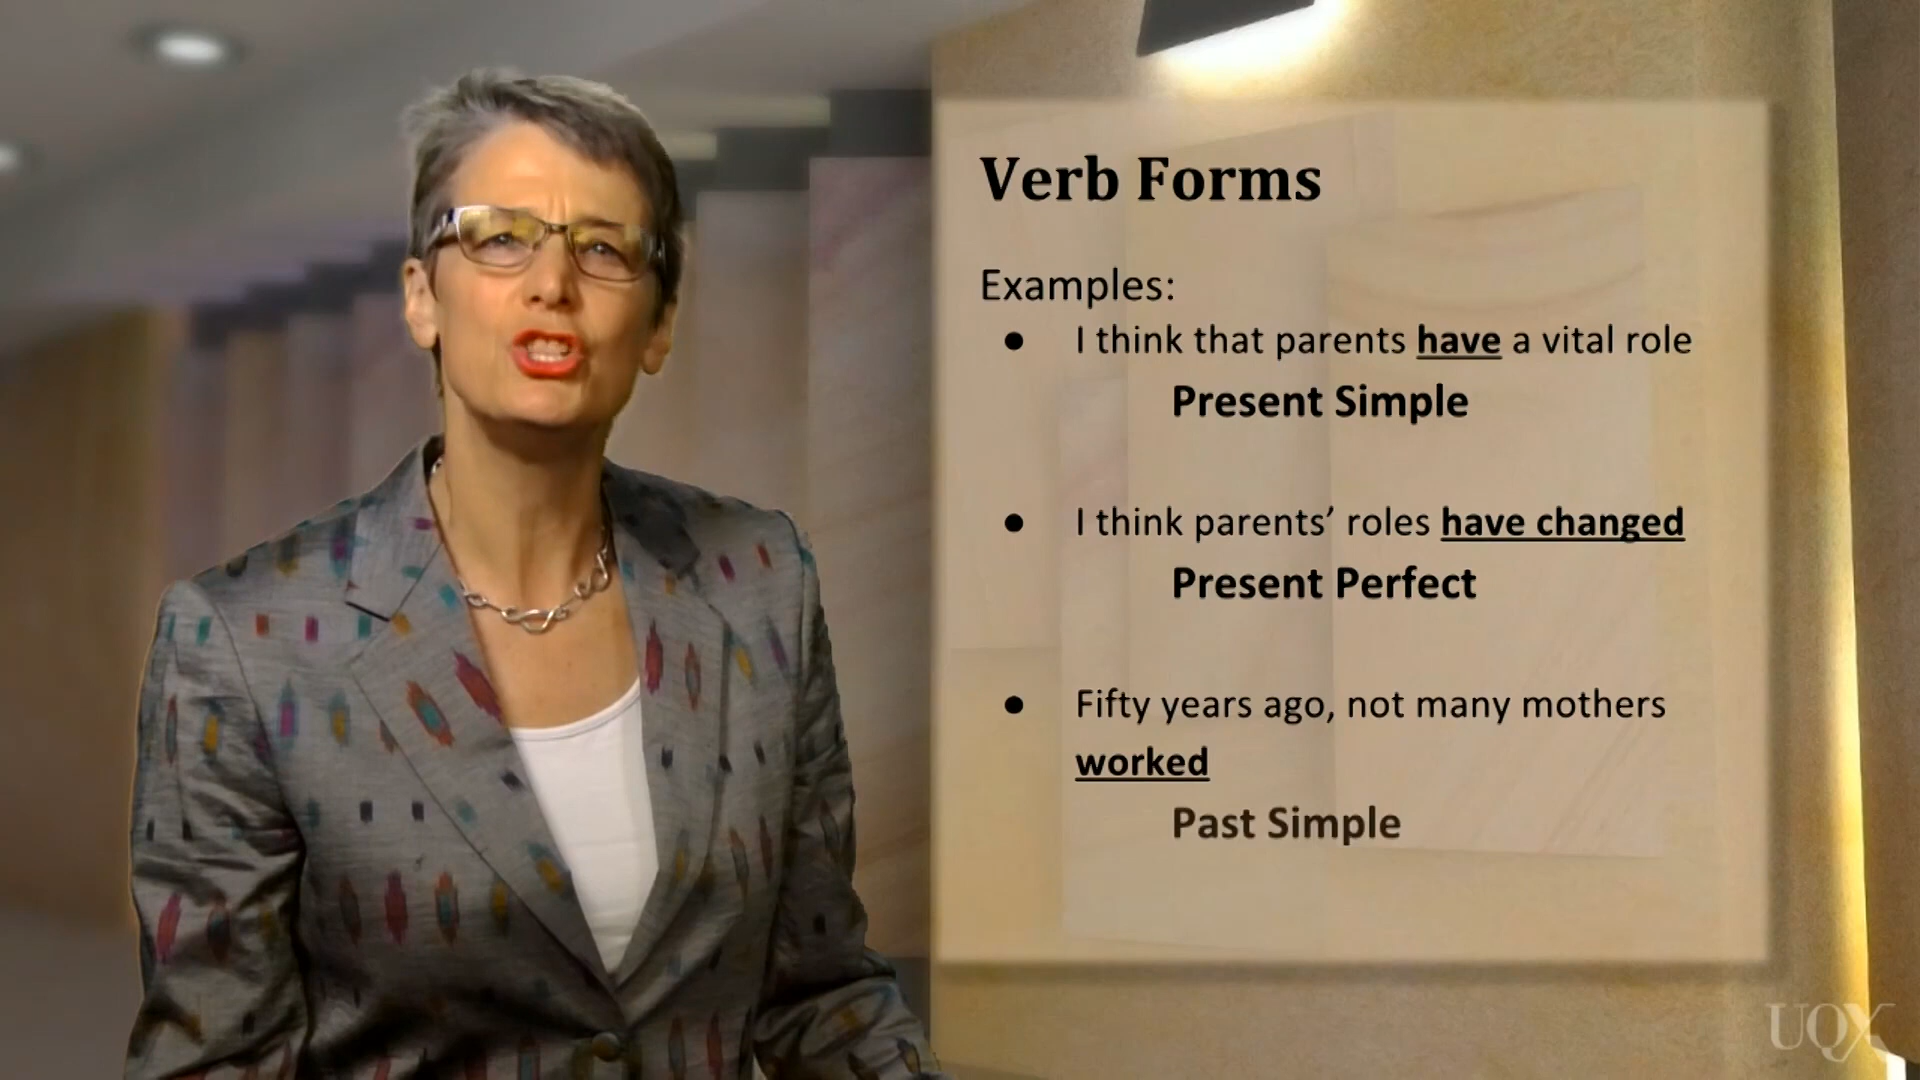 Verb Forms
Examples:
● I think that parents have a vital role
Present Simple
● I think parents’ roles have changed
Present Perfect
● Fifty years ago, not many mothers
worked
Past Simple
UQX